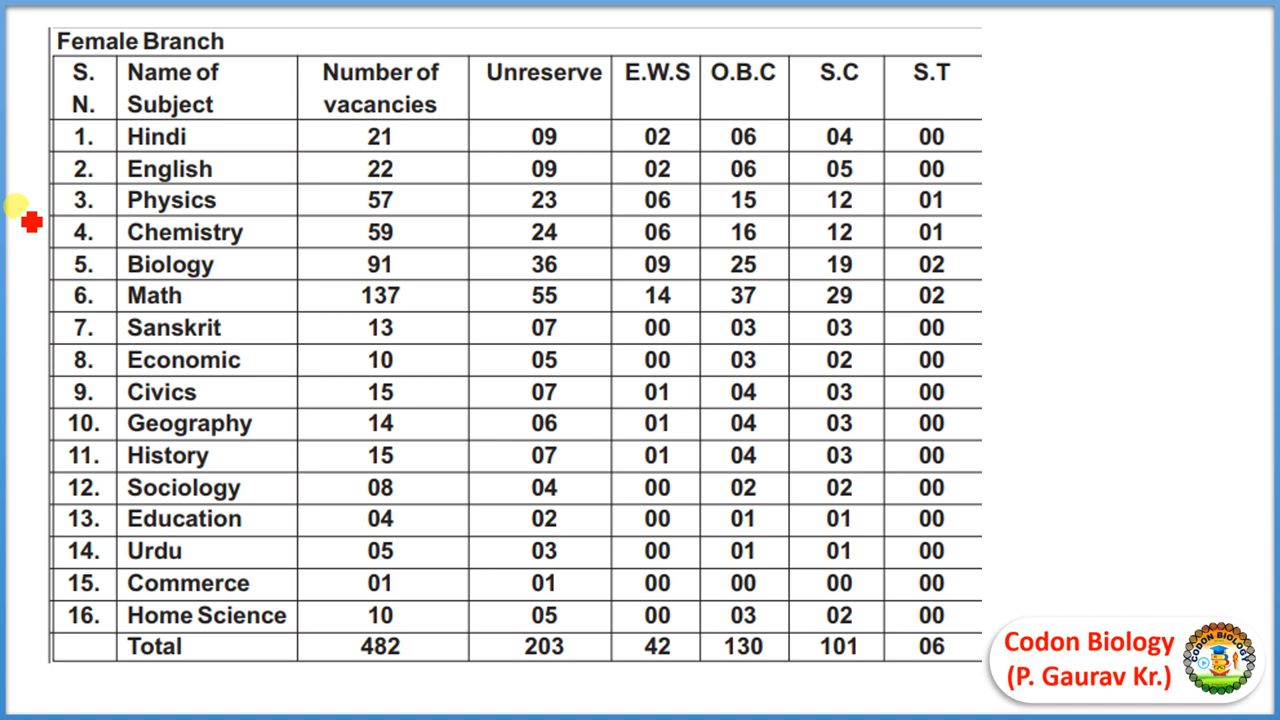 Female Branch
S. N. Name of Subject Number of vacancies Unreserve E.W.S O.B.C S.C S.T
1. Hindi 21 09 02 06 04 00
2. English 22 09 02 06 05 00
3. Physics 57 23 06 15 12 01
4. Chemistry 59 24 06 16 12 01
5. Biology 91 36 09 25 19 02
6. Math 137 55 14 37 29 02
7. Sanskrit 13 07 00 03 03 00
8. Economic 10 05 00 03 02 00
9. Civics 15 07 01 04 03 00
10. Geography 14 06 01 04 03 00
11. History 15 07 01 04 03 00
12. Sociology 08 04 00 02 02 00
13. Education 04 02 00 01 01 00
14. Urdu 05 03 00 01 01 00
15. Commerce 01 01 00 00 00 00
16. Home Science 10 05 00 03 02 00
Total 482 203 42 130 101 06
Codon Biology
(P. Gaurav Kr.)
CODON BIOLOGY